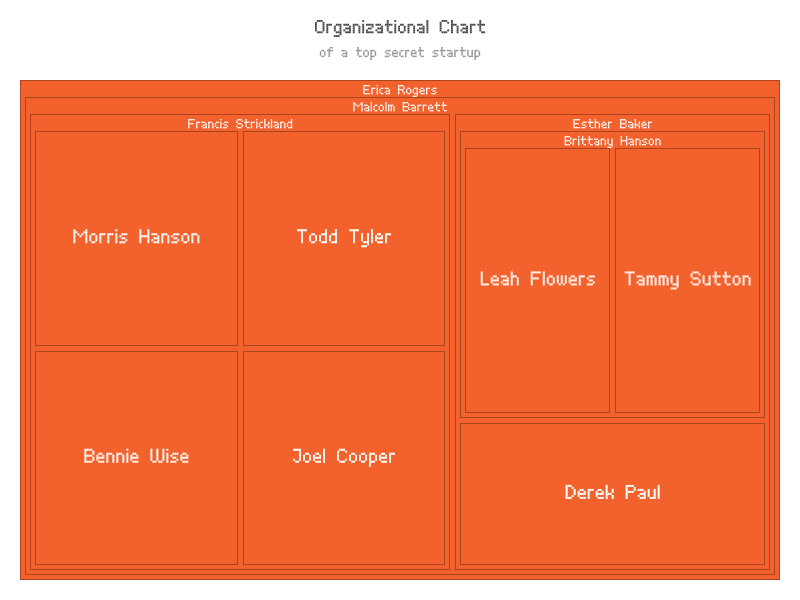 Organizational Chart
of a top secret startup
Erica Rogers
Malcolm Barrett
Francis Strickland
Esther Baker
Brittany Hanson
Morris Hanson
Todd Tyler
Leah Flowers
Tammy Sutton
Bennie Wise
Joel Cooper
Derek Paul